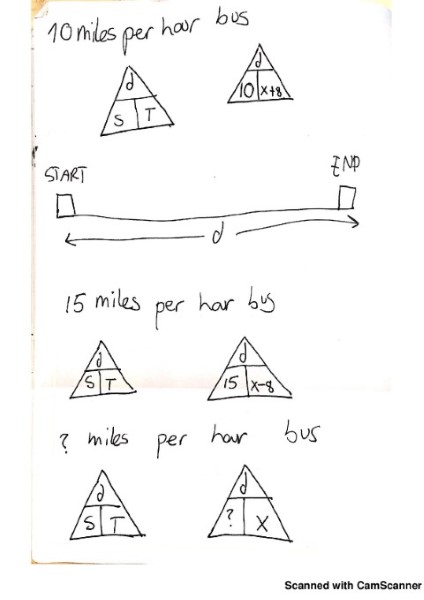 10 miles per hour bus
d
S T
d
10 x+8
START
END
d
15 miles per hour bus
d
S T
d
15 x-8
? miles per hour bus
d
S T
d
? X
Scanned with CamScanner